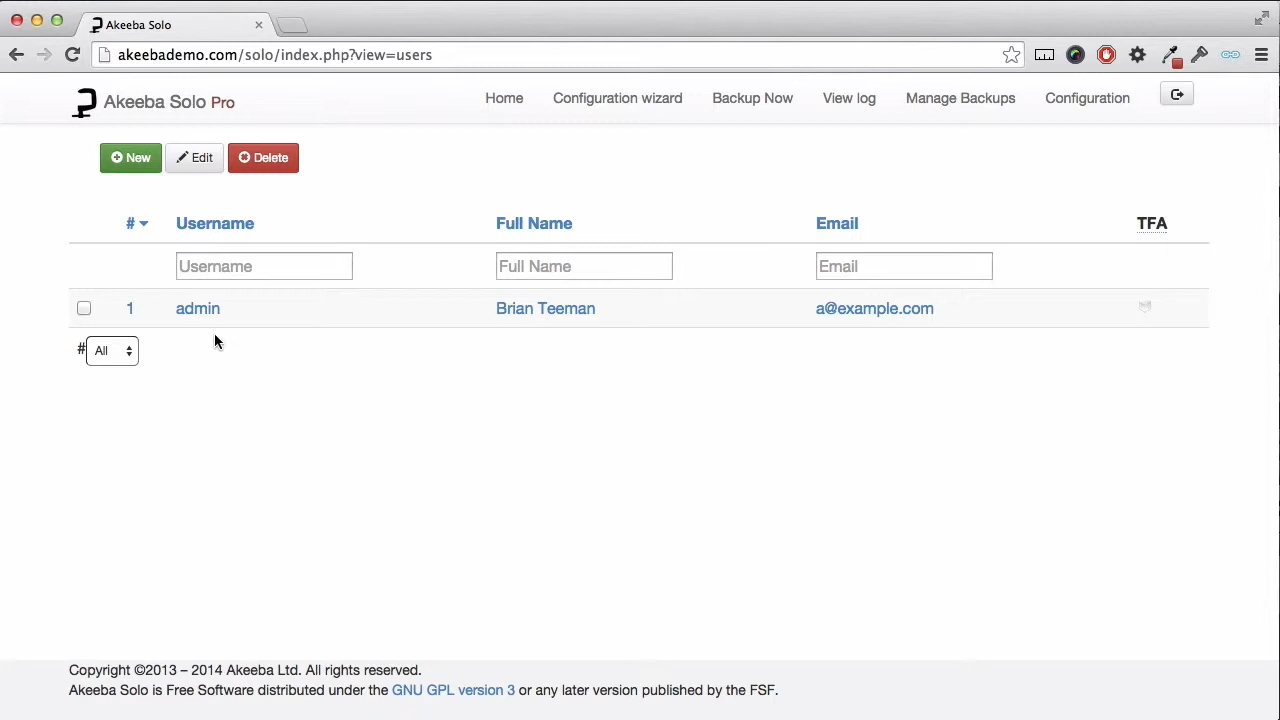 Akeeba Solo
akeebademo.com/solo/index.php?view=users
Akeeba Solo Pro
Home Configuration wizard Backup Now View log Manage Backups Configuration
New Edit Delete
# Username Full Name Email TFA
Username Full Name Email
1 admin Brian Teeman a@example.com
# All
Copyright ©2013 – 2014 Akeeba Ltd. All rights reserved.
Akeeba Solo is Free Software distributed under the GNU GPL version 3 or any later version published by the FSF.